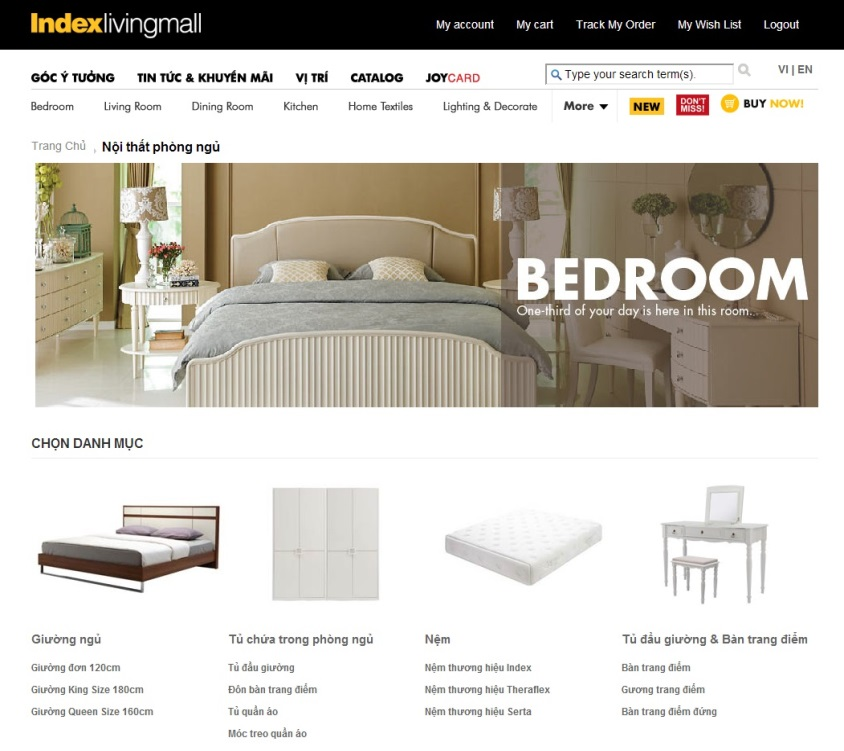 Indexlivingmall
My account My cart Track My Order My Wish List Logout
GÓC Ý TƯỞNG TIN TỨC & KHUYẾN MÃI VỊ TRÍ CATALOG JOYCARD
Type your search term(s).
VI | EN
Bedroom Living Room Dining Room Kitchen Home Textiles Lighting & Decorate More NEW DON'T MISS! BUY NOW!
Trang Chủ , Nội thất phòng ngủ
BEDROOM
One-third of your day is here in this room...
CHỌN DANH MỤC
Giường ngủ
Giường đơn 120cm
Giường King Size 180cm
Giường Queen Size 160cm
Tủ chứa trong phòng ngủ
Tủ đầu giường
Đôn bàn trang điểm
Tủ quần áo
Móc treo quần áo
Nệm
Nệm thương hiệu Index
Nệm thương hiệu Theraflex
Nệm thương hiệu Serta
Tủ đầu giường & Bàn trang điểm
Bàn trang điểm
Gương trang điểm
Bàn trang điểm đứng